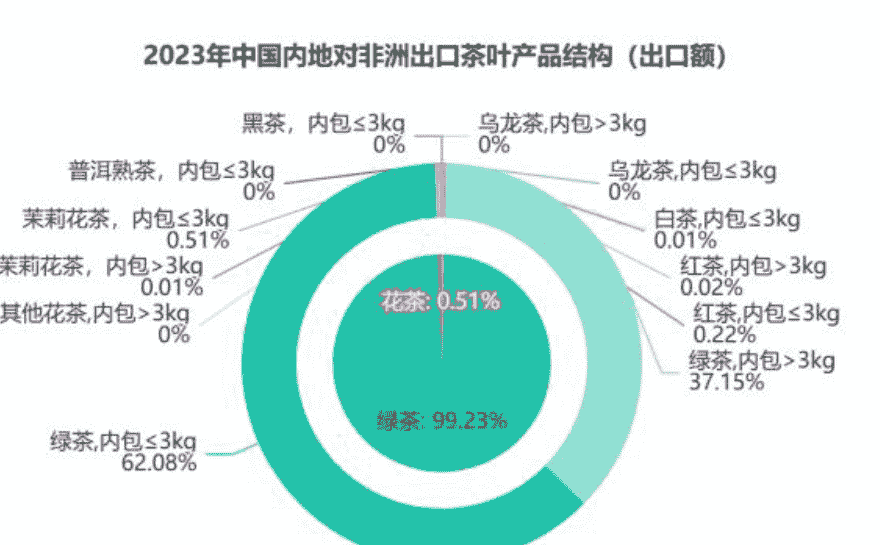 2023年中国内地对非洲出口茶叶产品结构（出口额）
黑茶，内包≤3kg
0%
乌龙茶,内包>3kg
0%
普洱熟茶，内包≤3kg
0%
乌龙茶,内包≤3kg
0%
茉莉花茶，内包≤3kg
0.51%
白茶,内包≤3kg
0.01%
茉莉花茶，内包>3kg
0.01%
红茶,内包>3kg
0.02%
其他花茶,内包>3kg
0%
红茶,内包≤3kg
0.22%
绿茶,内包>3kg
37.15%
花茶: 0.51%
绿茶: 99.23%
绿茶,内包≤3kg
62.08%